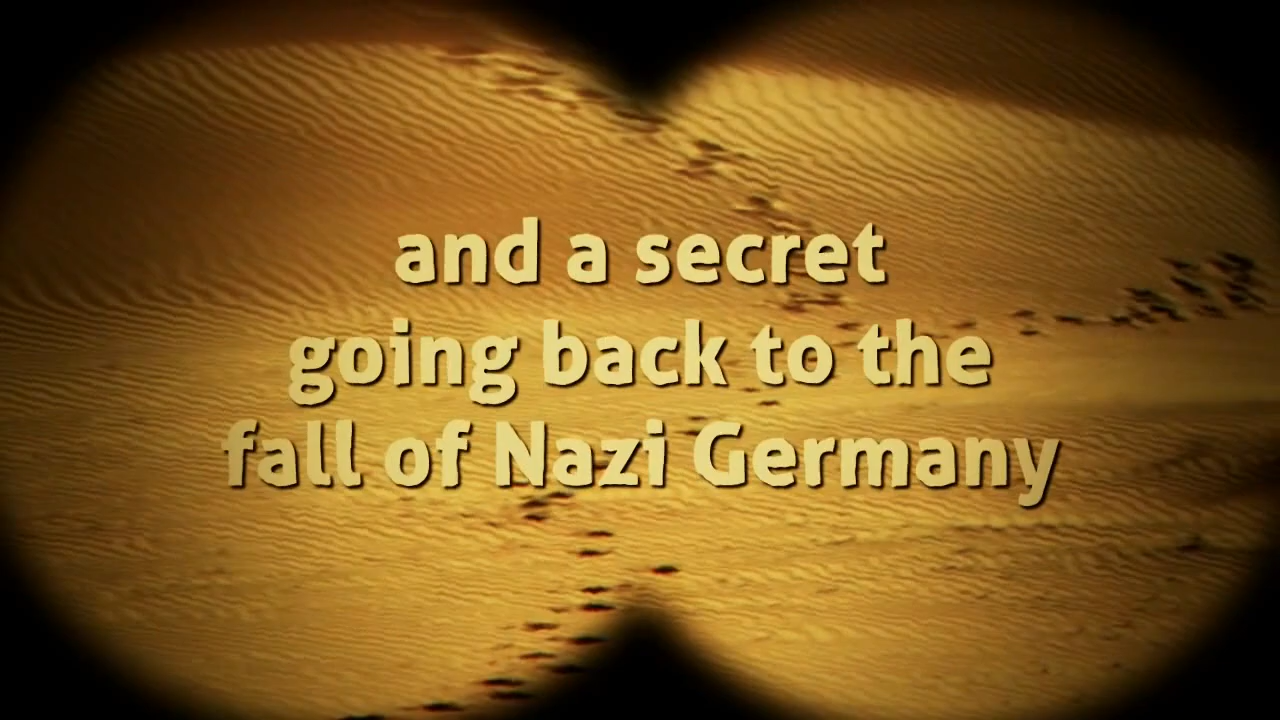 and a secret
going back to the
fall of Nazi Germany